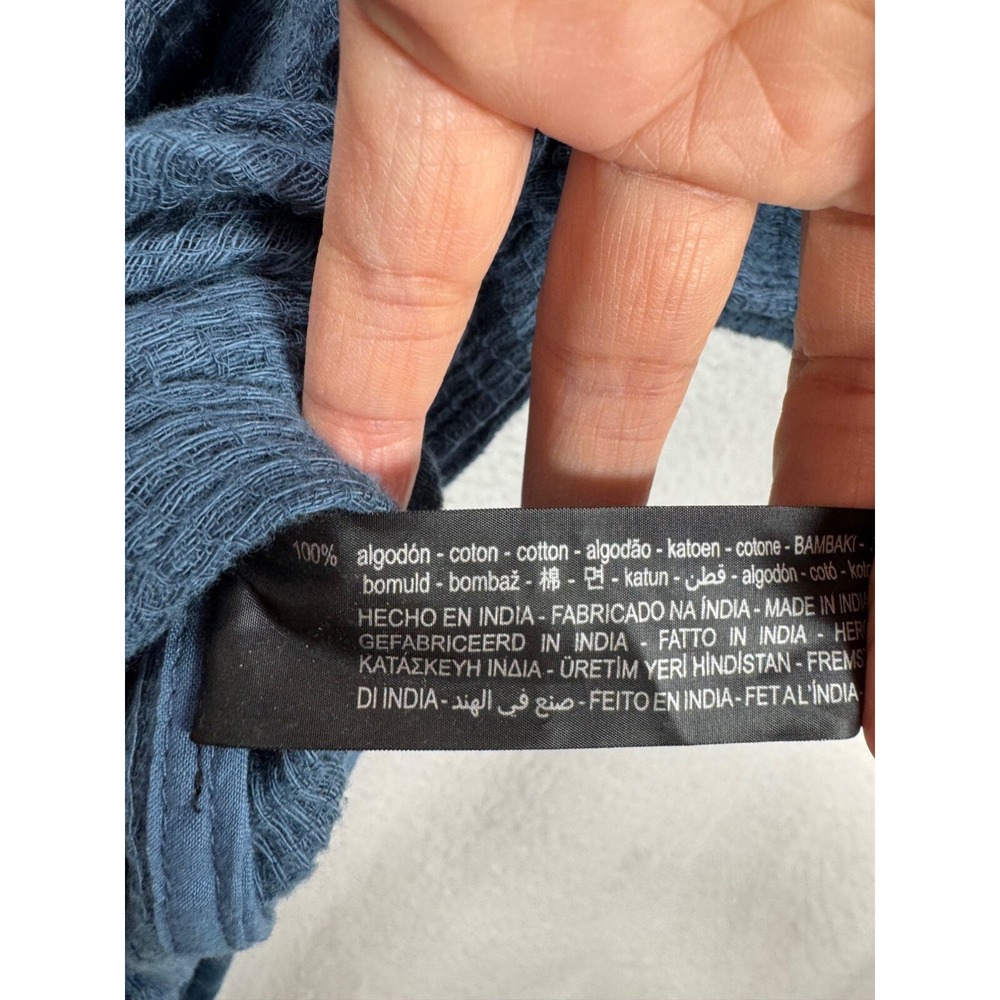 100% algodón - coton - cotton - algodão - katoen - cotone - BAMBAKI -
bomuld - bombaž - 棉 - 면 - katun - قطن - algodón - cotó -
HECHO EN INDIA - FABRICADO NA ÍNDIA - MADE IN
GEFABRICEERD IN INDIA - FATTO IN INDIA -
ΚΑΤΑΣΚΕΥΗ ΙΝΔΙΑ - ÜRETİM YERİ HİNDİSTAN -
DI INDIA - صنع في الهند - FEITO EN INDIA - FET A L'ÍNDIA -